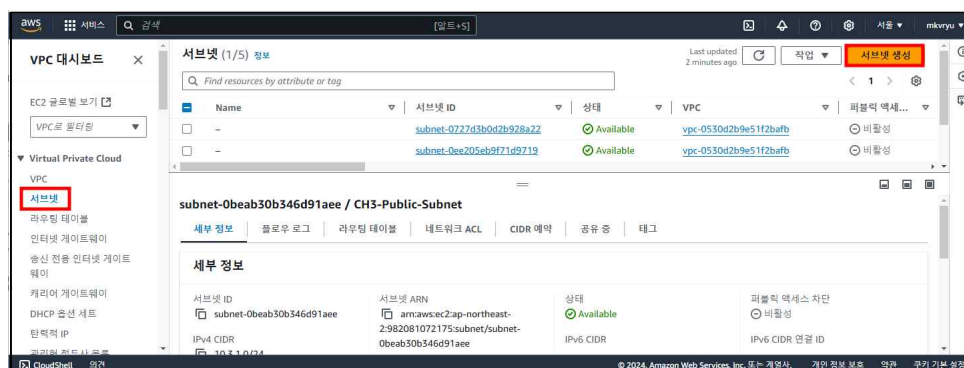 aws 서비스 검색 [알트+S] 서울 mkvryu
VPC 대시보드
EC2 글로벌 보기
VPC로 필터링
Virtual Private Cloud
VPC
서브넷
라우팅 테이블
인터넷 게이트웨이
송신 전용 인터넷 게이트
웨이
캐리어 게이트웨이
DHCP 옵션 세트
탄력적 IP
서브넷 (1/5) 정보
Last updated
2 minutes ago
작업
서브넷 생성
Find resources by attribute or tag
1
Name 서브넷 ID 상태 VPC 퍼블릭 액세...
– subnet-0727d3b0d2b928a22 Available vpc-0530d2b9e51f2bafb 비활성
– subnet-0ee205eb9f71d9719 Available vpc-0530d2b9e51f2bafb 비활성
subnet-0beab30b346d91aee / CH3-Public-Subnet
세부 정보 플로우 로그 라우팅 테이블 네트워크 ACL CIDR 예약 공유 중 태그
세부 정보
서브넷 ID
subnet-0beab30b346d91aee
서브넷 ARN
arn:aws:ec2:ap-northeast-
2:982081072175:subnet/subnet-
0beab30b346d91aee
상태
Available
퍼블릭 액세스 차단
비활성
IPv4 CIDR
10.3.1.0/24
IPv6 CIDR
IPv6 CIDR 연결 ID
CloudShell 의견 © 2024, Amazon Web Services, Inc. 또는 계열사. 개인 정보 보호 약관 쿠키 기본 설정